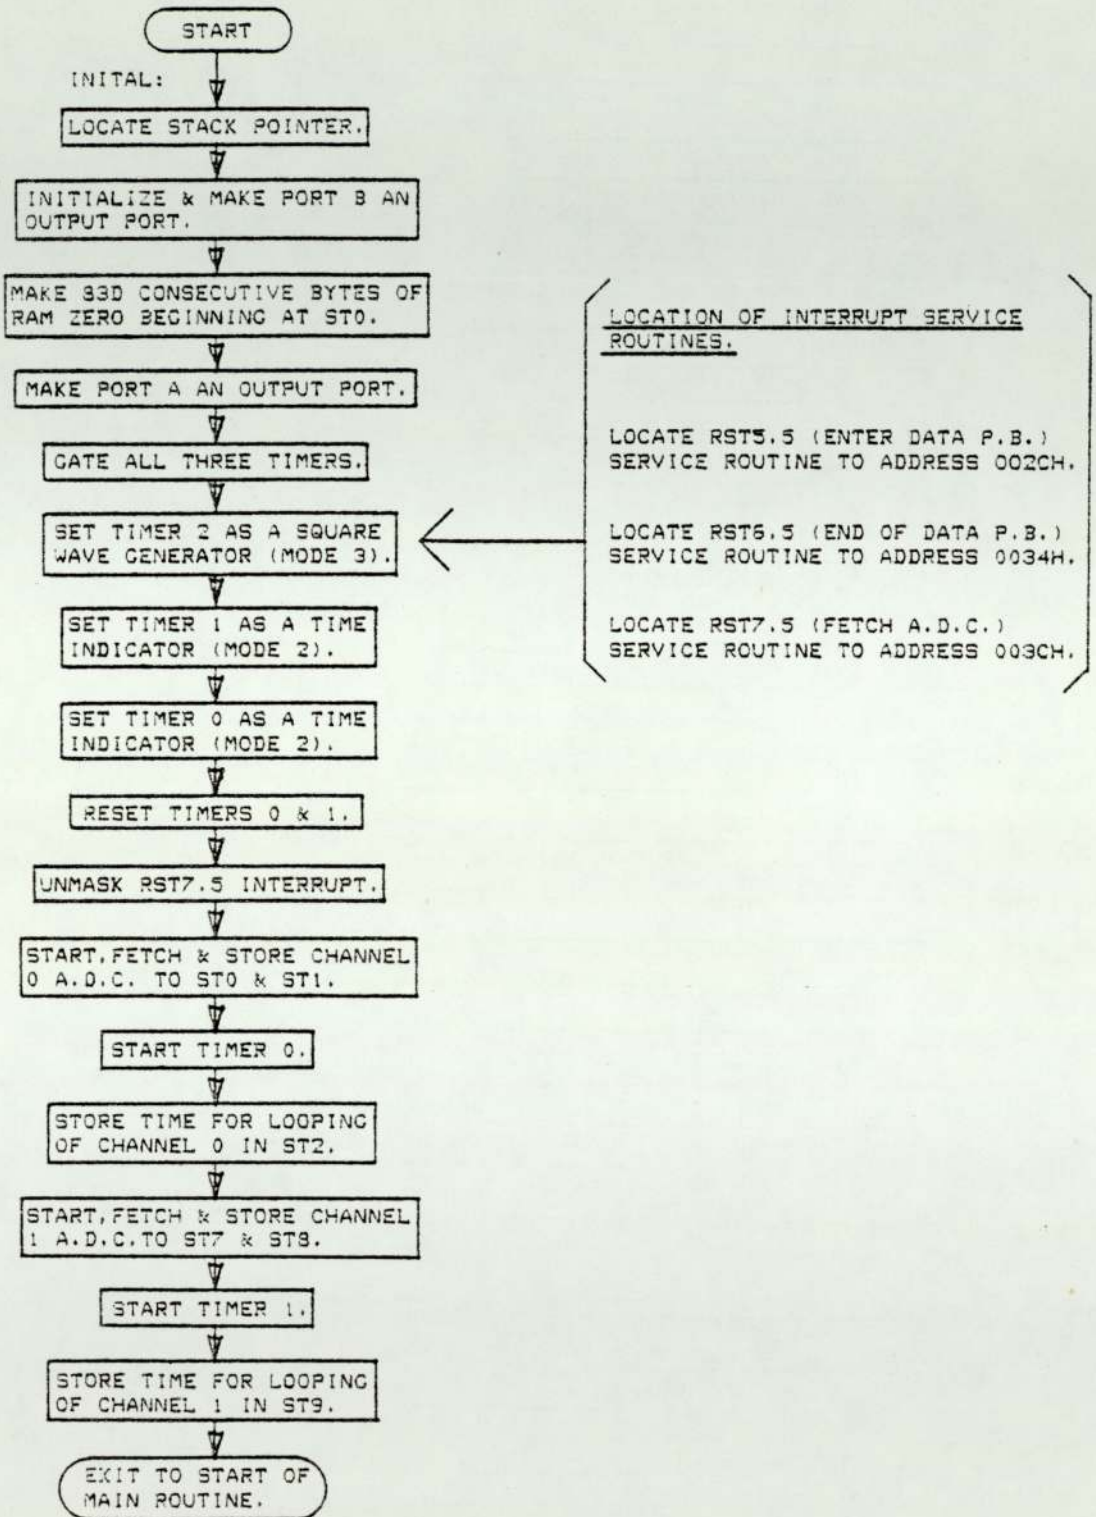 START
INITAL:
LOCATE STACK POINTER.
INITIALIZE & MAKE PORT B AN
OUTPUT PORT.
MAKE 83D CONSECUTIVE BYTES OF
RAM ZERO BEGINNING AT ST0.
MAKE PORT A AN OUTPUT PORT.
GATE ALL THREE TIMERS.
SET TIMER 2 AS A SQUARE
WAVE GENERATOR (MODE 3).
SET TIMER 1 AS A TIME
INDICATOR (MODE 2).
SET TIMER 0 AS A TIME
INDICATOR (MODE 2).
RESET TIMERS 0 & 1.
UNMASK RST7.5 INTERRUPT.
START,FETCH & STORE CHANNEL
0 A.D.C. TO ST0 & ST1.
START TIMER 0.
STORE TIME FOR LOOPING
OF CHANNEL 0 IN ST2.
START,FETCH & STORE CHANNEL
1 A.D.C.TO ST7 & ST8.
START TIMER 1.
STORE TIME FOR LOOPING
OF CHANNEL 1 IN ST9.
EXIT TO START OF
MAIN ROUTINE.
LOCATION OF INTERRUPT SERVICE
ROUTINES.
LOCATE RST5.5 (ENTER DATA P.B.)
SERVICE ROUTINE TO ADDRESS 002CH.
LOCATE RST6.5 (END OF DATA P.B.)
SERVICE ROUTINE TO ADDRESS 0034H.
LOCATE RST7.5 (FETCH A.D.C.)
SERVICE ROUTINE TO ADDRESS 003CH.